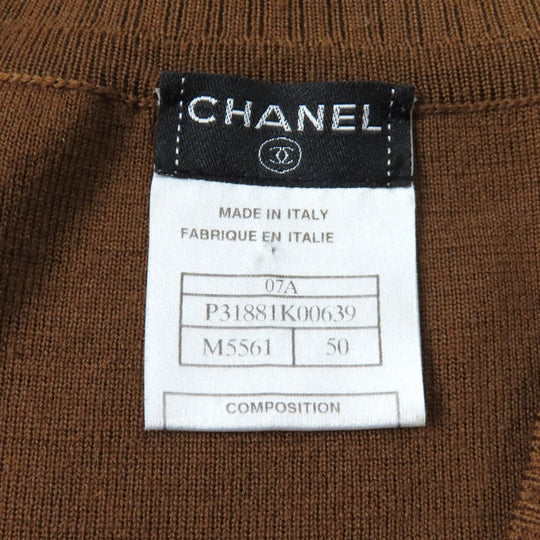 CHANEL
MADE IN ITALY
FABRIQUE EN ITALIE
07A
P31881K00639
M5561 50
COMPOSITION